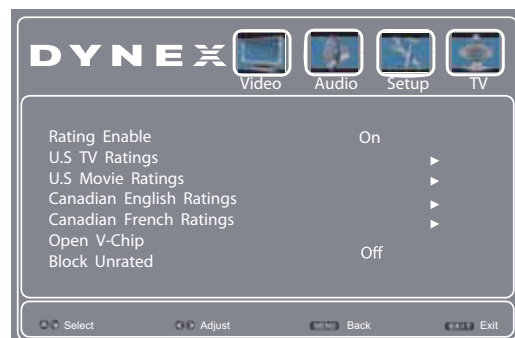 DYNEX
Video Audio Setup TV
Rating Enable On
U.S TV Ratings
U.S Movie Ratings
Canadian English Ratings
Canadian French Ratings
Open V-Chip
Block Unrated Off
Select Adjust MENU Back EXIT Exit